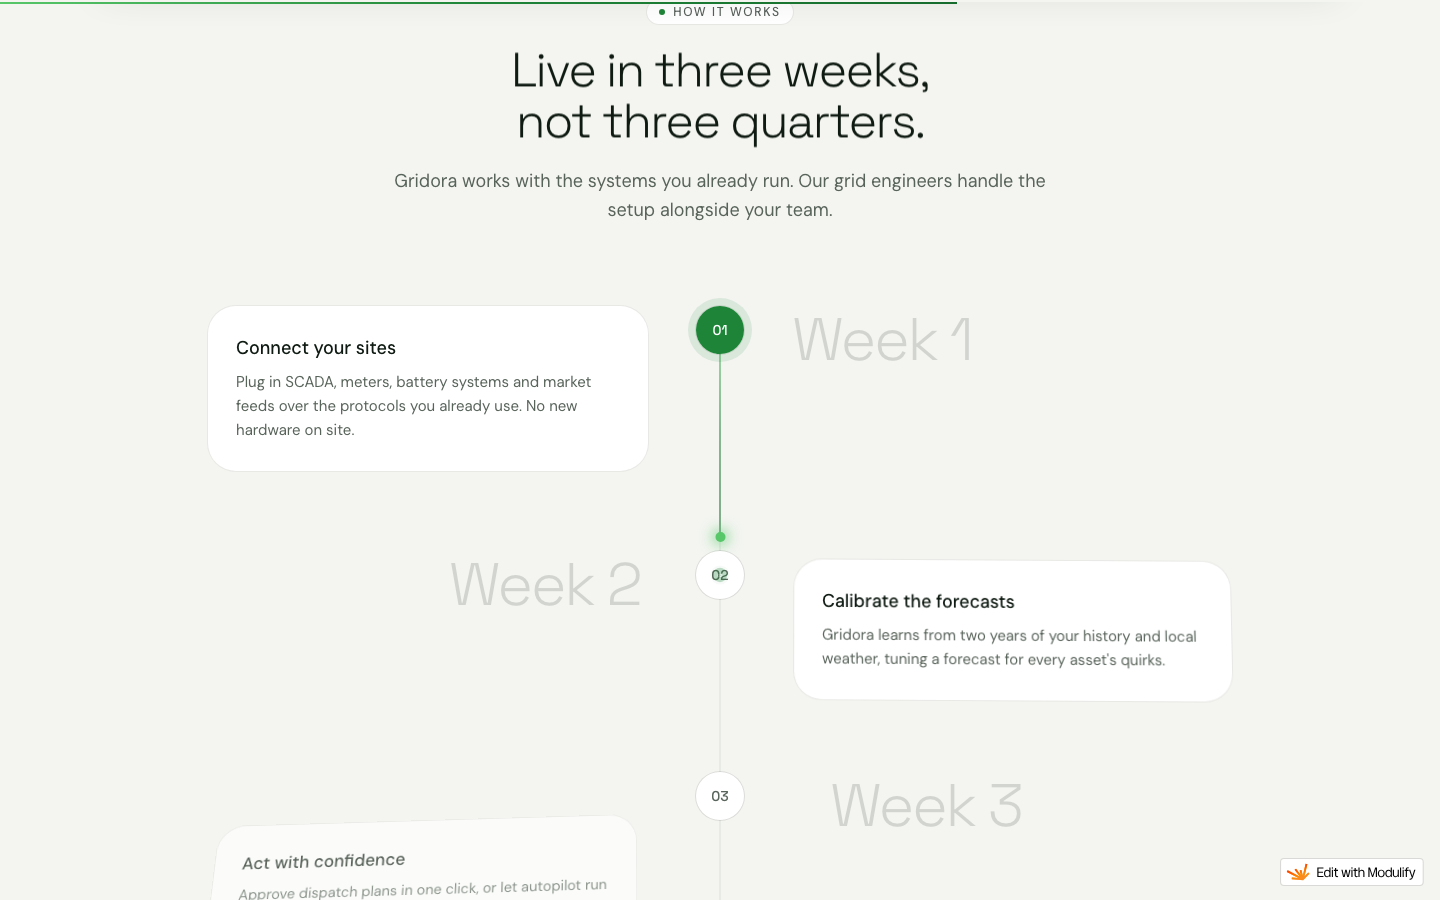 HOW IT WORKS
Live in three weeks,
not three quarters.
Gridora works with the systems you already run. Our grid engineers handle the
setup alongside your team.
Connect your sites
Plug in SCADA, meters, battery systems and market
feeds over the protocols you already use. No new
hardware on site.
01
Week 1
Week 2
02
Calibrate the forecasts
Gridora learns from two years of your history and local
weather, tuning a forecast for every asset's quirks.
03
Week 3
Act with confidence
Approve dispatch plans in one click, or let autopilot run
Edit with Modulify